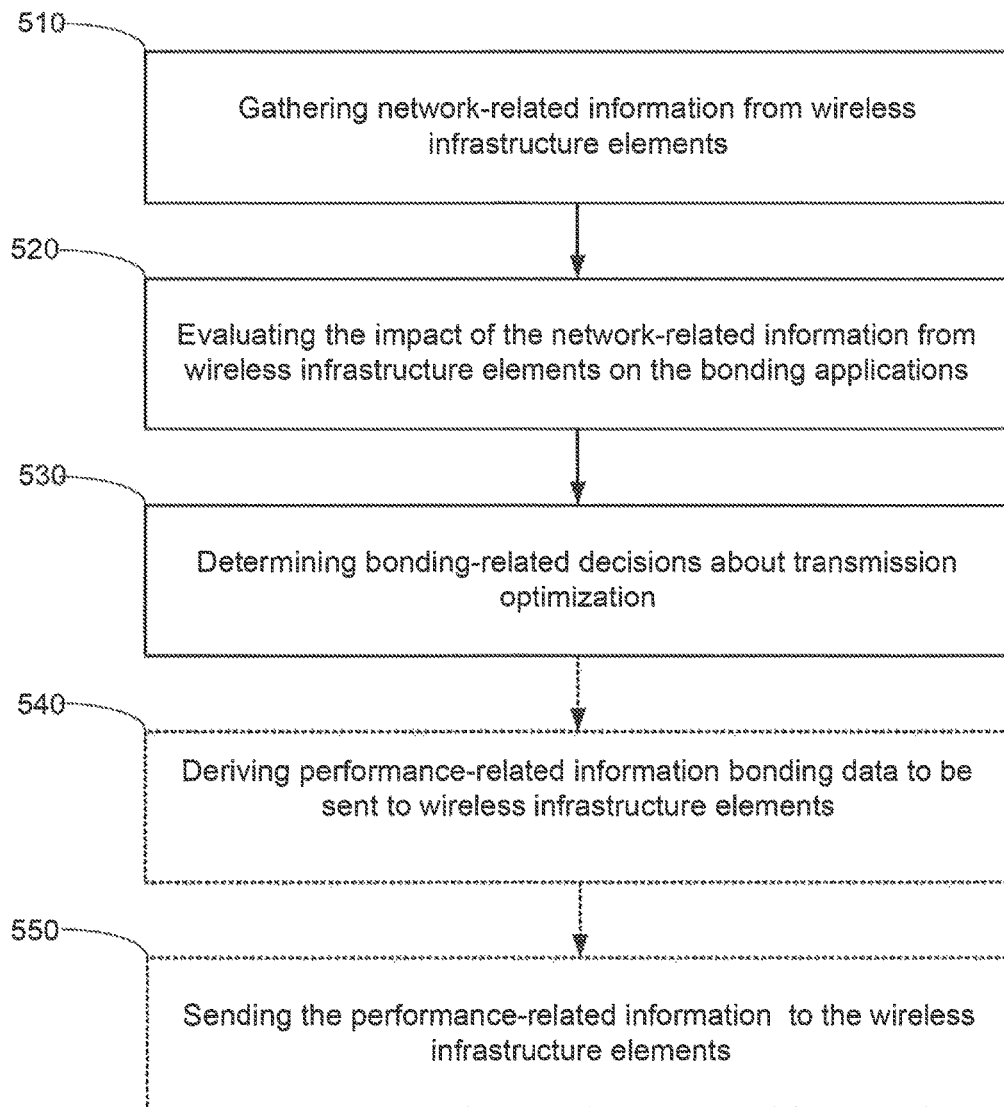 510
Gathering network-related information from wireless
infrastructure elements
520
Evaluating the impact of the network-related information from
wireless infrastructure elements on the bonding applications
530
Determining bonding-related decisions about transmission
optimization
540
Deriving performance-related information bonding data to be
sent to wireless infrastructure elements
550
Sending the performance-related information to the wireless
infrastructure elements